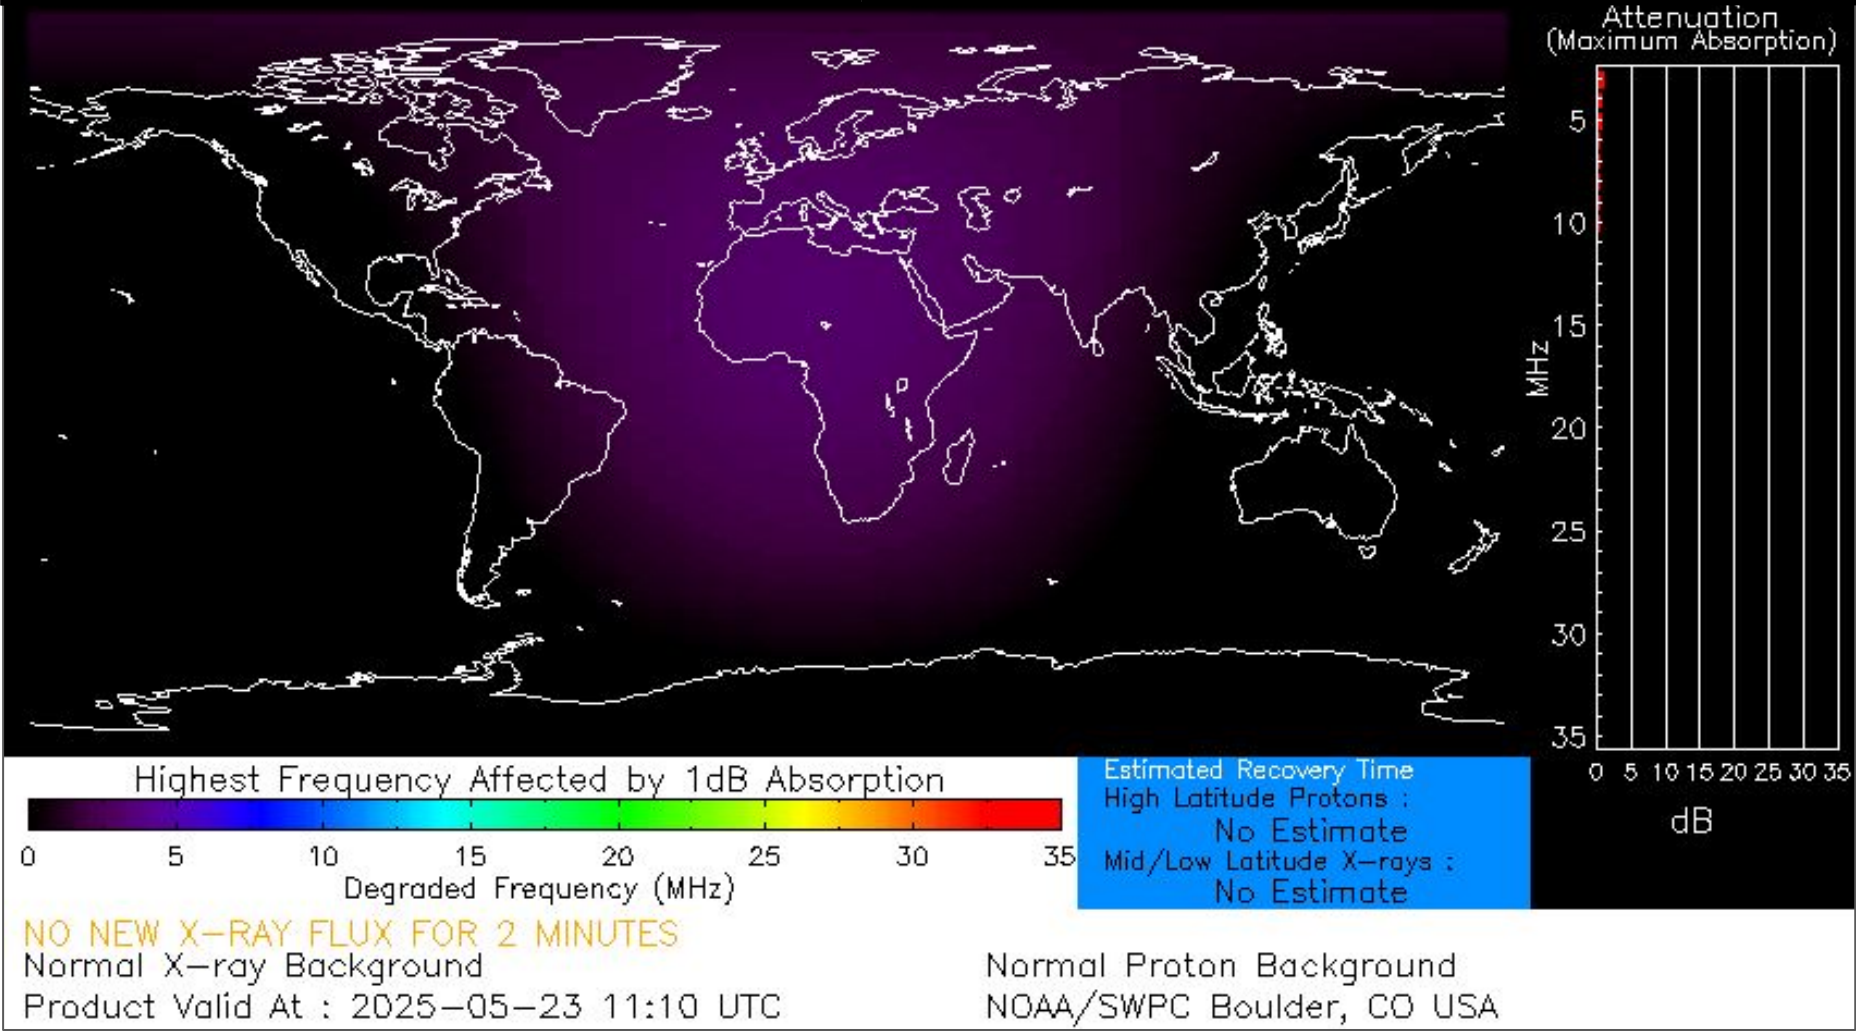 Attenuation
(Maximum Absorption)
5
10
15
20
25
30
35
MHz
0 5 10 15 20 25 30 35
dB
Highest Frequency Affected by 1dB Absorption
0 5 10 15 20 25 30 35
Degraded Frequency (MHz)
Estimated Recovery Time
High Latitude Protons :
No Estimate
Mid/Low Latitude X-rays :
No Estimate
NO NEW X-RAY FLUX FOR 2 MINUTES
Normal X-ray Background
Product Valid At : 2025-05-23 11:10 UTC
Normal Proton Background
NOAA/SWPC Boulder, CO USA